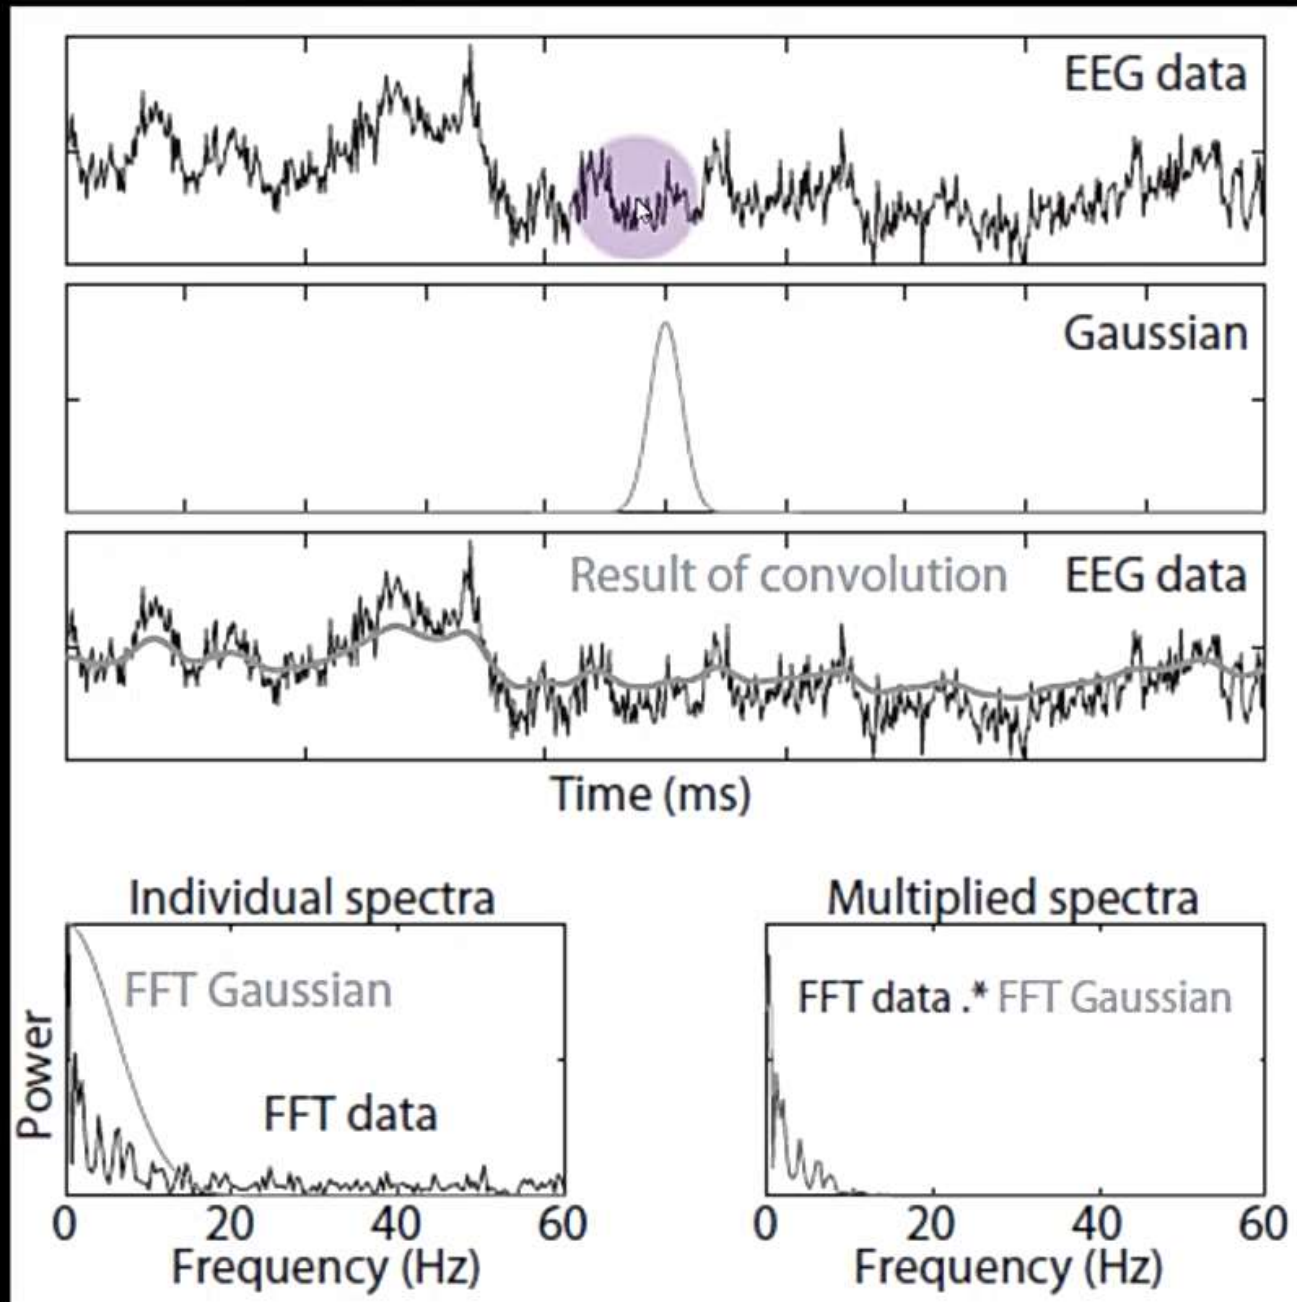 EEG data
Gaussian
Result of convolution EEG data
Time (ms)
Individual spectra
Multiplied spectra
FFT Gaussian
FFT data
FFT data .* FFT Gaussian
Power
0 20 40 60
Frequency (Hz)
0 20 40 60
Frequency (Hz)